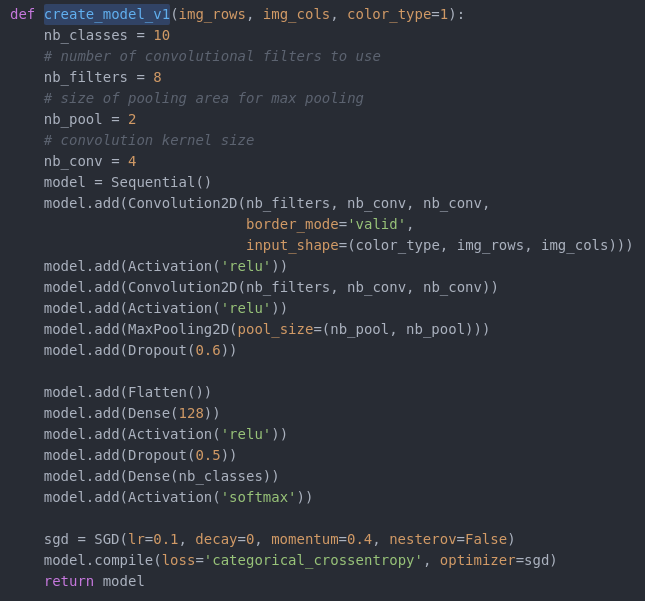 def create_model_v1(img_rows, img_cols, color_type=1):
    nb_classes = 10
    # number of convolutional filters to use
    nb_filters = 8
    # size of pooling area for max pooling
    nb_pool = 2
    # convolution kernel size
    nb_conv = 4
    model = Sequential()
    model.add(Convolution2D(nb_filters, nb_conv, nb_conv,
                            border_mode='valid',
                            input_shape=(color_type, img_rows, img_cols)))
    model.add(Activation('relu'))
    model.add(Convolution2D(nb_filters, nb_conv, nb_conv))
    model.add(Activation('relu'))
    model.add(MaxPooling2D(pool_size=(nb_pool, nb_pool)))
    model.add(Dropout(0.6))

    model.add(Flatten())
    model.add(Dense(128))
    model.add(Activation('relu'))
    model.add(Dropout(0.5))
    model.add(Dense(nb_classes))
    model.add(Activation('softmax'))

    sgd = SGD(lr=0.1, decay=0, momentum=0.4, nesterov=False)
    model.compile(loss='categorical_crossentropy', optimizer=sgd)
    return model